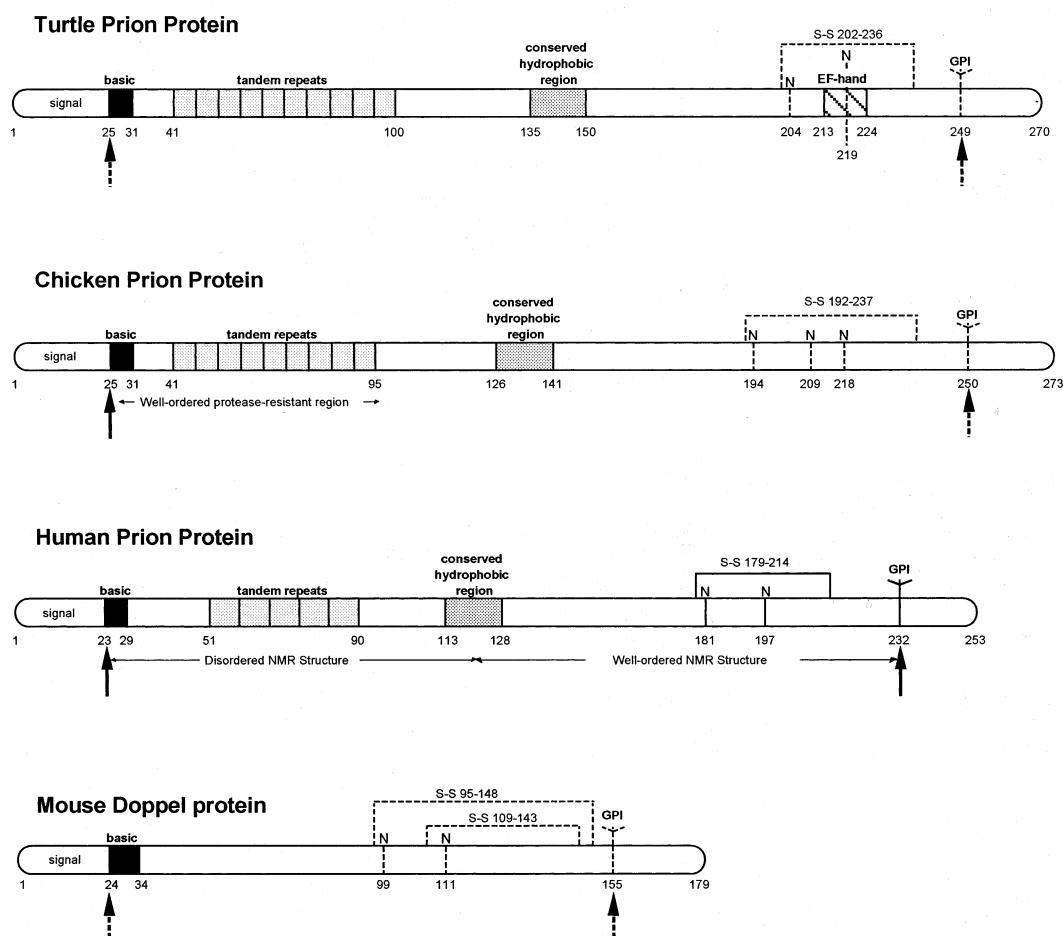 Turtle Prion Protein
S-S 202-236
conserved
hydrophobic
region
N
GPI
basic
tandem repeats
N
EF-hand
signal
1 25 31 41 100 135 150 204 213 224 249 270
219
Chicken Prion Protein
S-S 192-237
conserved
hydrophobic
region
GPI
basic
tandem repeats
N N N
signal
1 25 31 41 95 126 141 194 209 218 250 273
Well-ordered protease-resistant region
Human Prion Protein
conserved
hydrophobic
region
S-S 179-214
GPI
basic
tandem repeats
N N
signal
1 23 29 51 90 113 128 181 197 232 253
Disordered NMR Structure Well-ordered NMR Structure
Mouse Doppel protein
S-S 95-148
S-S 109-143
GPI
basic
N N
signal
1 24 34 99 111 155 179